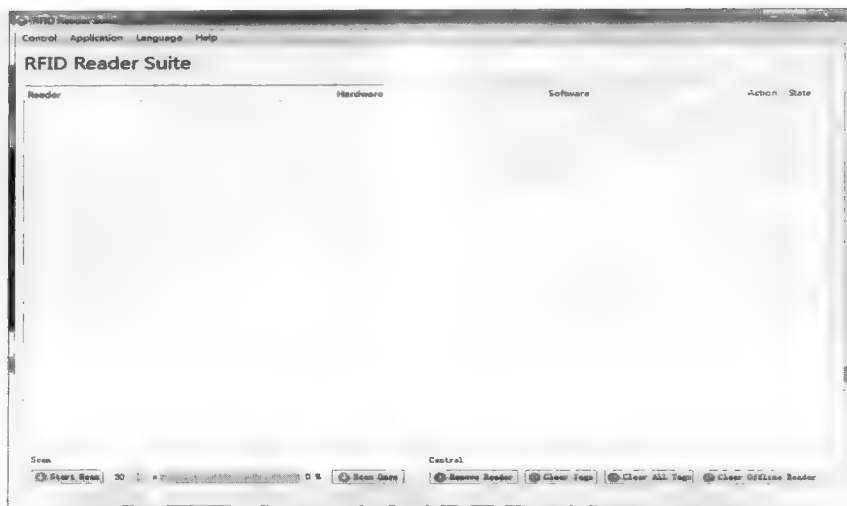 RFID Reader Suite
Control Application Language Help
RFID Reader Suite
Reader Hardware Software Action State
Scan Control
Start Scan 30 0 % Scan Once Remove Reader Clear Tags Clear All Tags Clear Offline Reader